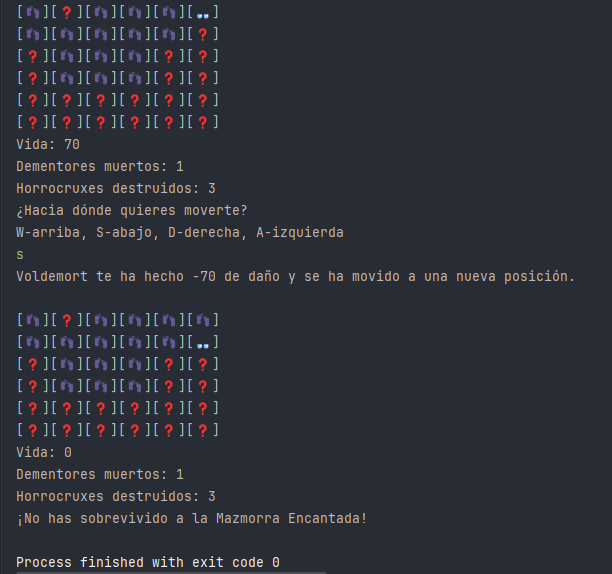 [👣][❓][👣][👣][👣][👓]
[👣][👣][👣][👣][👣][❓]
[❓][👣][👣][👣][❓][❓]
[❓][👣][👣][👣][❓][❓]
[❓][❓][❓][❓][❓][❓]
[❓][❓][❓][❓][❓][❓]
Vida: 70
Dementores muertos: 1
Horrocruxes destruidos: 3
¿Hacia dónde quieres moverte?
W-arriba, S-abajo, D-derecha, A-izquierda
s
Voldemort te ha hecho -70 de daño y se ha movido a una nueva posición.
[👣][❓][👣][👣][👣][👣]
[👣][👣][👣][👣][👣][👓]
[❓][👣][👣][👣][❓][❓]
[❓][👣][👣][👣][❓][❓]
[❓][❓][❓][❓][❓][❓]
[❓][❓][❓][❓][❓][❓]
Vida: 0
Dementores muertos: 1
Horrocruxes destruidos: 3
¡No has sobrevivido a la Mazmorra Encantada!
Process finished with exit code 0